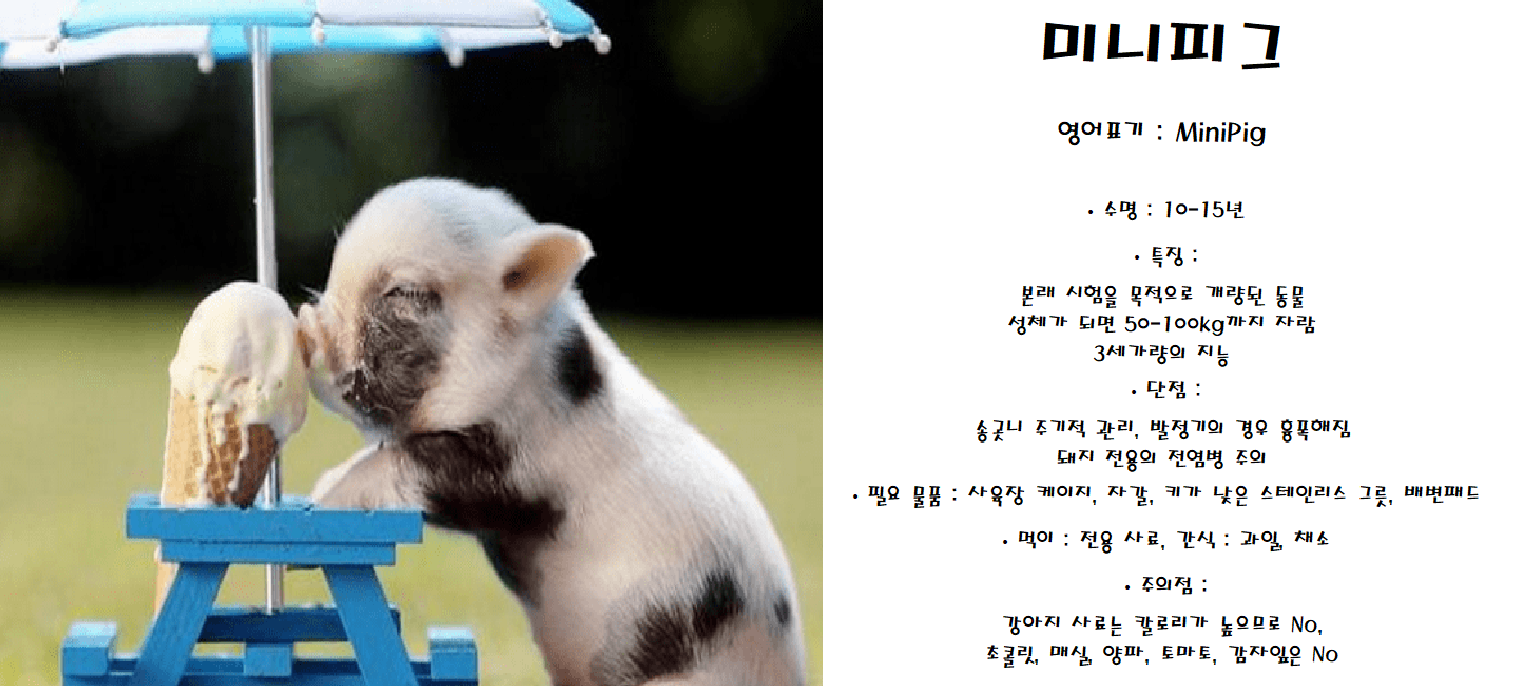 미니피그
영어표기 : MiniPig
• 수명 : 10-15년
• 특징 :
본래 시험을 목적으로 개량된 동물
성체가 되면 50-100kg까지 자람
3세가량의 지능
• 단점 :
송곳니 주기적 관리, 발정기의 경우 흉폭해짐
돼지 전용의 전염병 주의
• 필요 물품 : 사육장 케이지, 자갈, 키가 낮은 스테인리스 그릇, 배변패드
• 먹이 : 전용 사료, 간식 : 과일, 채소
• 주의점 :
강아지 사료는 칼로리가 높으므로 No,
초콜릿, 매실, 양파, 토마토, 감자잎은 No